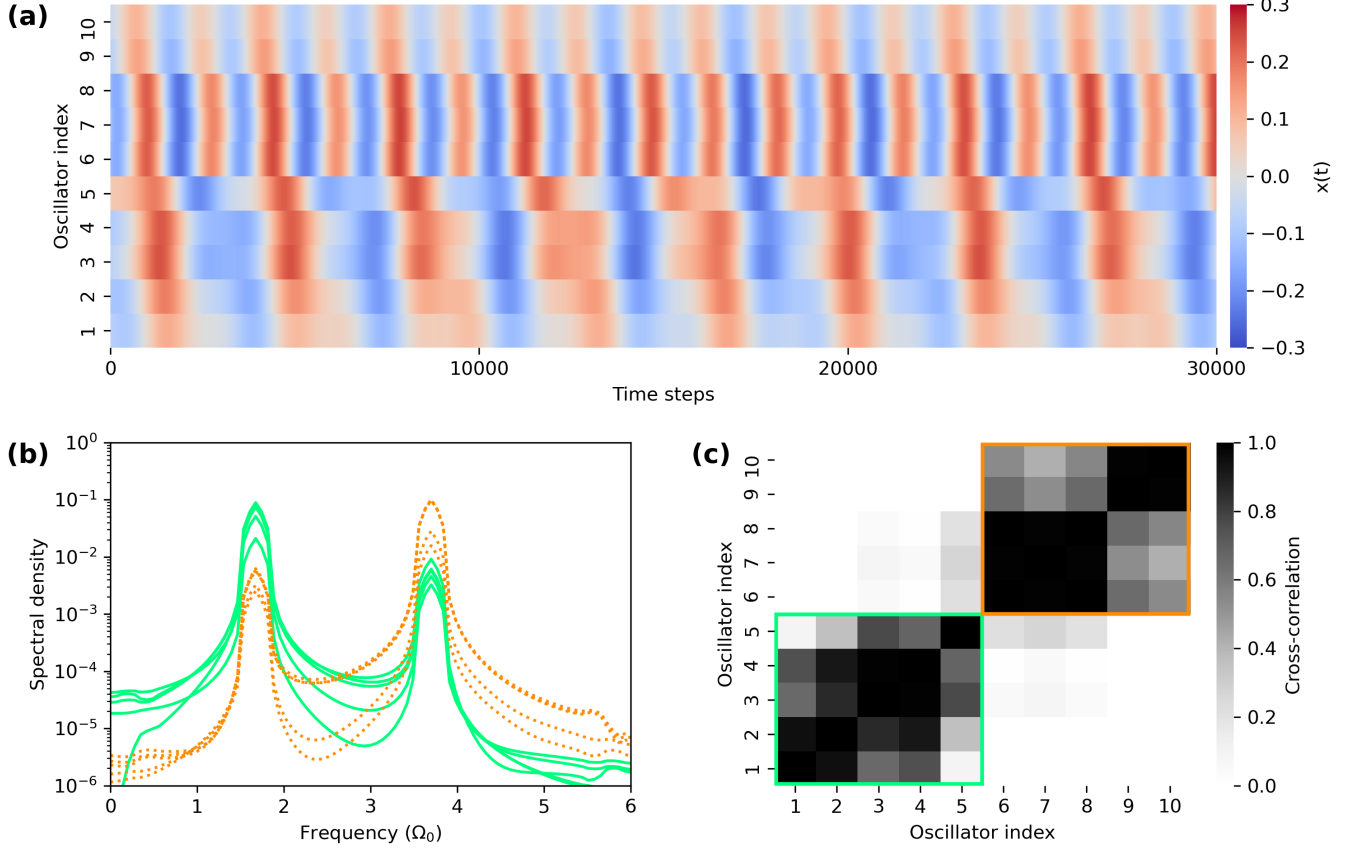 (a)
Oscillator index
10
9
8
7
6
5
4
3
2
1
0 10000 20000 30000
Time steps
0.3
0.2
0.1
0.0
−0.1
−0.2
−0.3
x(t)
(b)
Spectral density
10⁰
10⁻¹
10⁻²
10⁻³
10⁻⁴
10⁻⁵
10⁻⁶
0 1 2 3 4 5 6
Frequency (Ω₀)
(c)
Oscillator index
10
9
8
7
6
5
4
3
2
1
1 2 3 4 5 6 7 8 9 10
Oscillator index
1.0
0.8
0.6
0.4
0.2
0.0
Cross-correlation